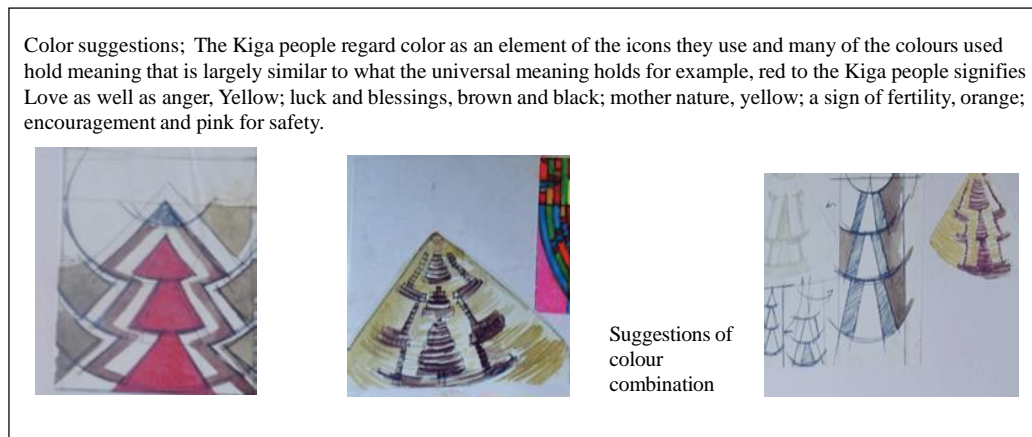 Color suggestions; The Kiga people regard color as an element of the icons they use and many of the colours used
hold meaning that is largely similar to what the universal meaning holds for example, red to the Kiga people signifies
Love as well as anger, Yellow; luck and blessings, brown and black; mother nature, yellow; a sign of fertility, orange;
encouragement and pink for safety.
Suggestions of
colour
combination